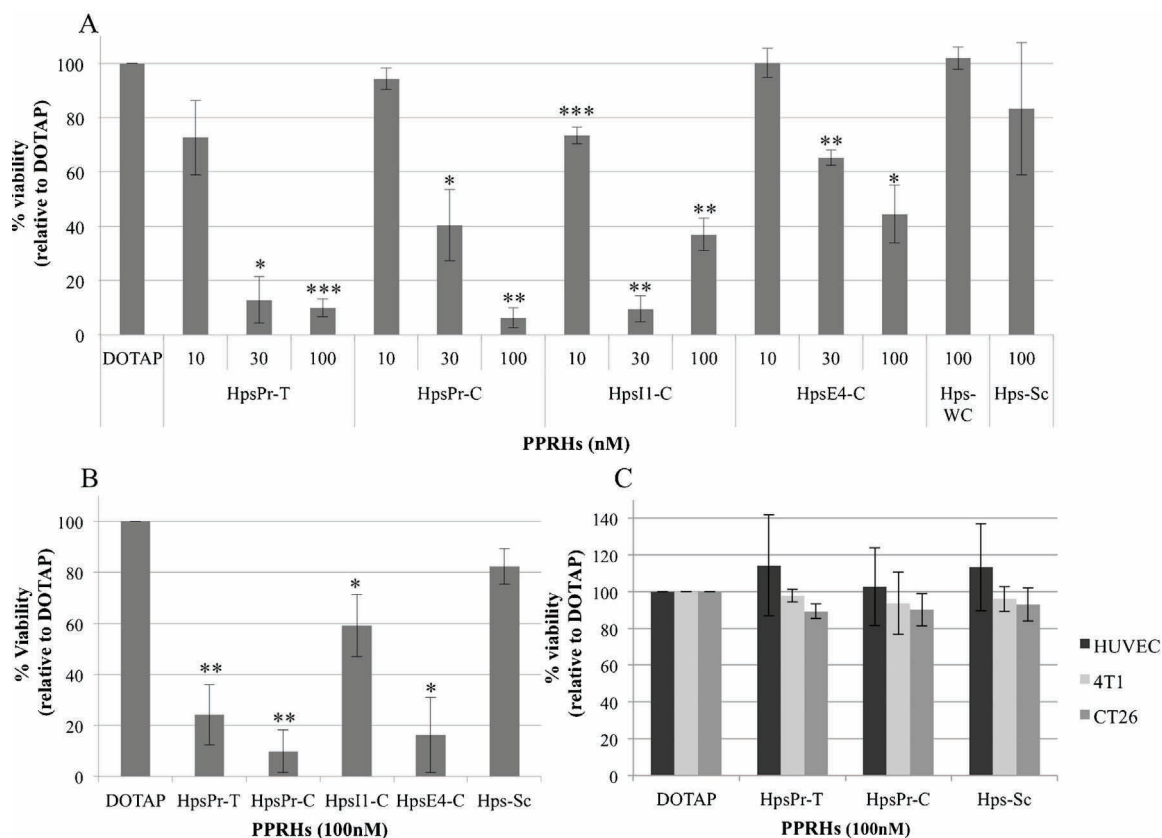 A
% viability
(relative to DOTAP)
100
80
60
40
20
0
* *** * ** *** ** ** ** *
DOTAP 10 30 100 10 30 100 10 30 100 10 30 100 100 100
HpsPr-T HpsPr-C HpsI1-C HpsE4-C Hps-WC Hps-Sc
PPRHs (nM)
B
% Viability
(relative to DOTAP)
100
80
60
40
20
0
** ** * *
DOTAP HpsPr-T HpsPr-C HpsI1-C HpsE4-C Hps-Sc
PPRHs (100nM)
C
% viability
(relative to DOTAP)
140
120
100
80
60
40
20
0
DOTAP HpsPr-T HpsPr-C Hps-Sc
PPRHs (100nM)
HUVEC
4T1
CT26